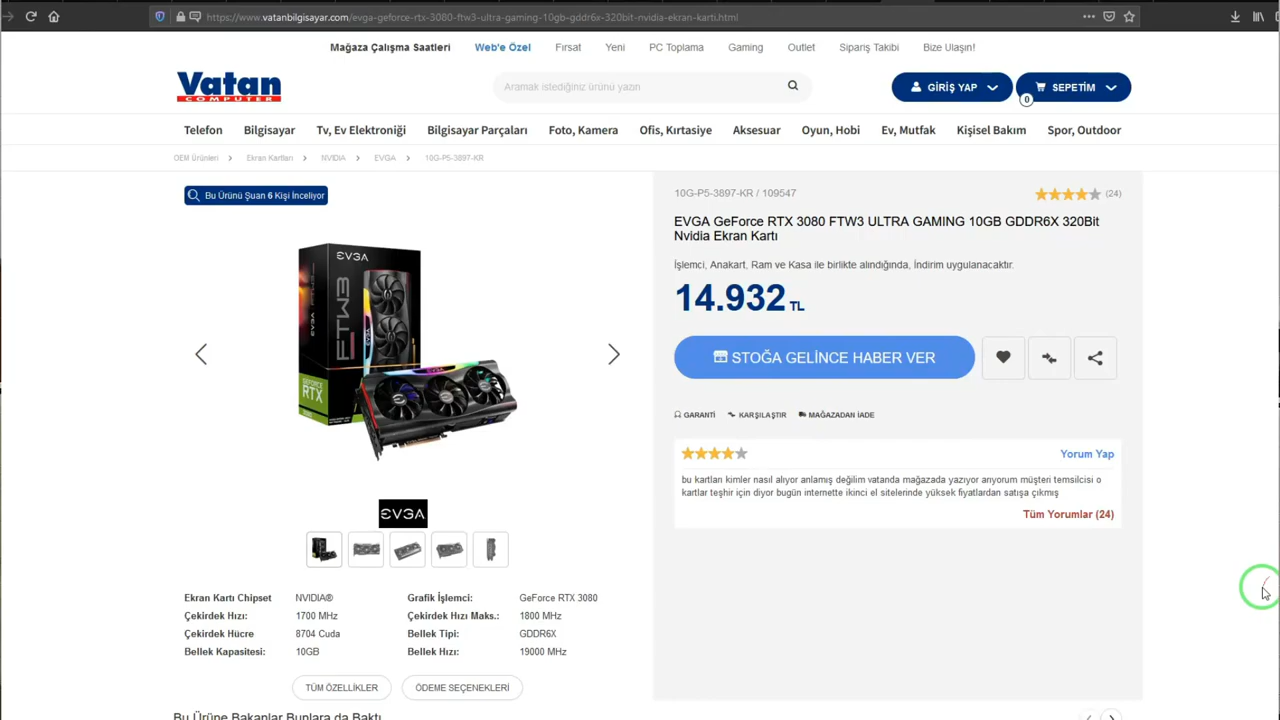 https://www.vatanbilgisayar.com/evga-geforce-rtx-3080-ftw3-ultra-gaming-10gb-gddr6x-320bit-nvidia-ekran-karti.html
Mağaza Çalışma Saatleri Web'e Özel Fırsat Yeni PC Toplama Gaming Outlet Sipariş Takibi Bize Ulaşın!
Vatan
COMPUTER
Aramak istediğiniz ürünü yazın
GİRİŞ YAP
0
SEPETİM
Telefon Bilgisayar Tv, Ev Elektroniği Bilgisayar Parçaları Foto, Kamera Ofis, Kırtasiye Aksesuar Oyun, Hobi Ev, Mutfak Kişisel Bakım Spor, Outdoor
OEM Ürünleri > Ekran Kartları > NVIDIA > EVGA > 10G-P5-3897-KR
Bu Ürünü Şuan 6 Kişi İnceliyor
EVGA
FTW3
EVGA
FTW3
GEFORCE
RTX
EVGA
10G-P5-3897-KR / 109547
(24)
EVGA GeForce RTX 3080 FTW3 ULTRA GAMING 10GB GDDR6X 320Bit
Nvidia Ekran Kartı
İşlemci, Anakart, Ram ve Kasa ile birlikte alındığında, İndirim uygulanacaktır.
14.932 TL
STOĞA GELİNCE HABER VER
GARANTİ KARŞILAŞTIR MAĞAZADAN İADE
Yorum Yap
bu kartları kimler nasıl alıyor anlamış değilim vatanda mağazada yazıyor arıyorum müşteri temsilcisi o
kartlar teşhir için diyor bugün internette ikinci el sitelerinde yüksek fiyatlardan satışa çıkmış
Tüm Yorumlar (24)
Ekran Kartı Chipset NVIDIA® Grafik İşlemci: GeForce RTX 3080
Çekirdek Hızı: 1700 MHz Çekirdek Hızı Maks.: 1800 MHz
Çekirdek Hücre 8704 Cuda Bellek Tipi: GDDR6X
Bellek Kapasitesi: 10GB Bellek Hızı: 19000 MHz
TÜM ÖZELLİKLER ÖDEME SEÇENEKLERİ
Bu Ürüne Bakanlar Bunlara da Baktı